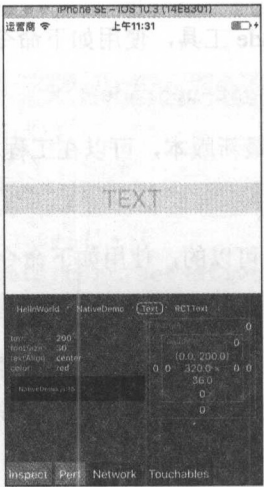 iPhone SE – iOS 10.3 (14E8301)
运营商 上午11:31
TEXT
HelloWorld NativeDemo Text RCTText
top: 200
fontSize: 30
textAlign: center
color: red
0
0
(0.0, 200.0)
0 0 320.0 × 36.0 0 0
0
0
Inspect Perf Network Touchables